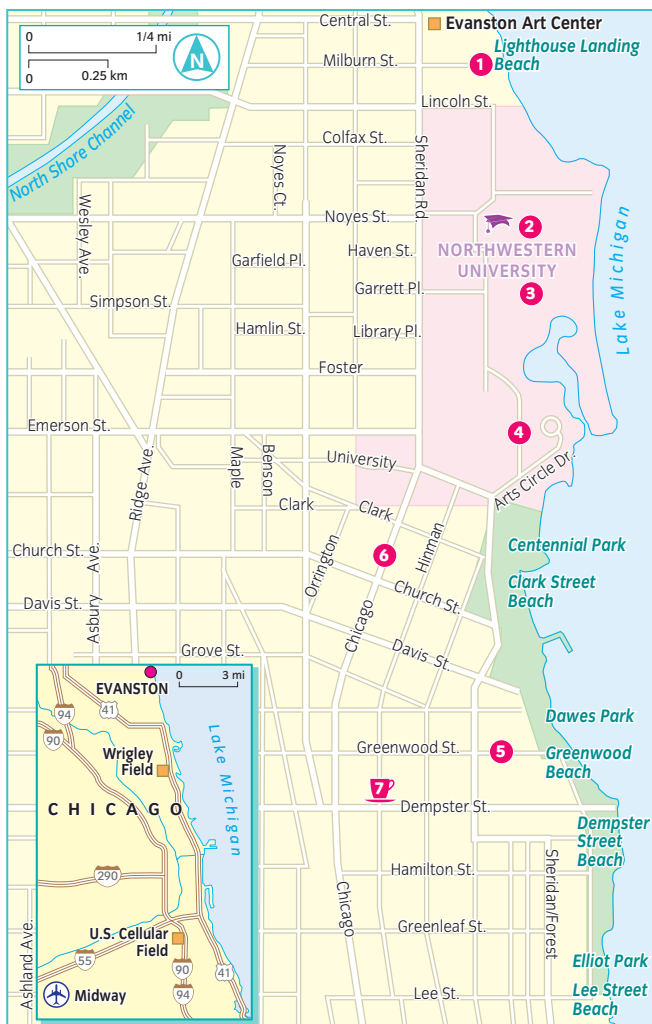 Central St.
Evanston Art Center
0
1/4 mi
0
0.25 km
N
Milburn St.
1
Lighthouse Landing
Beach
Lincoln St.
North Shore Channel
Colfax St.
Sheridan Rd.
Noyes Ct.
Wesley Ave.
Noyes St.
2
NORTHWESTERN
UNIVERSITY
Lake Michigan
Haven St.
Garfield Pl.
Garrett Pl.
3
Simpson St.
Hamlin St.
Library Pl.
Foster
Emerson St.
4
Ridge Ave.
Maple
Benson
University
Arts Circle Dr.
Clark
Clark
Orrington
Hinman
6
Centennial Park
Church St.
Asbury Ave.
Church St.
Clark Street
Beach
Davis St.
Chicago
Davis St.
Grove St.
Dawes Park
Greenwood St.
5
Greenwood
Beach
7
Dempster St.
Dempster
Street
Beach
Sheridan/Forest
Hamilton St.
Chicago
Greenleaf St.
Ashland Ave.
Elliot Park
Lee St.
Lee Street
Beach
0
3 mi
EVANSTON
94
41
90
Wrigley
Field
Lake Michigan
CHICAGO
290
U.S. Cellular
Field
55
90
41
94
Midway